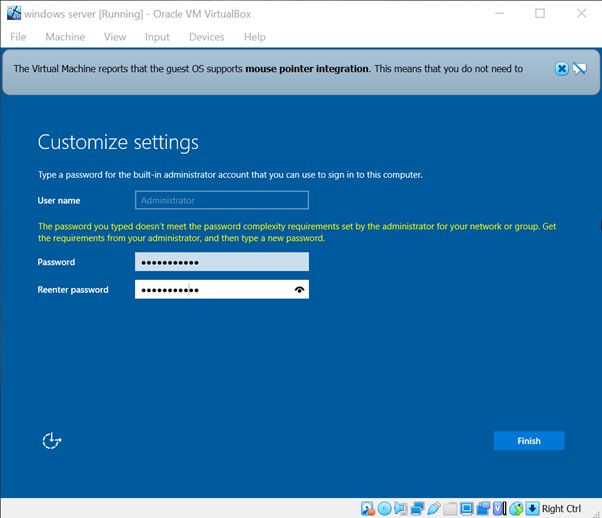 windows server [Running] - Oracle VM VirtualBox
File Machine View Input Devices Help
The Virtual Machine reports that the guest OS supports mouse pointer integration. This means that you do not need to
Customize settings
Type a password for the built-in administrator account that you can use to sign in to this computer.
User name Administrator
The password you typed doesn't meet the password complexity requirements set by the administrator for your network or group. Get
the requirements from your administrator, and then type a new password.
Password ●●●●●●●●●●●
Reenter password ●●●●●●●●●●●
Finish
Right Ctrl